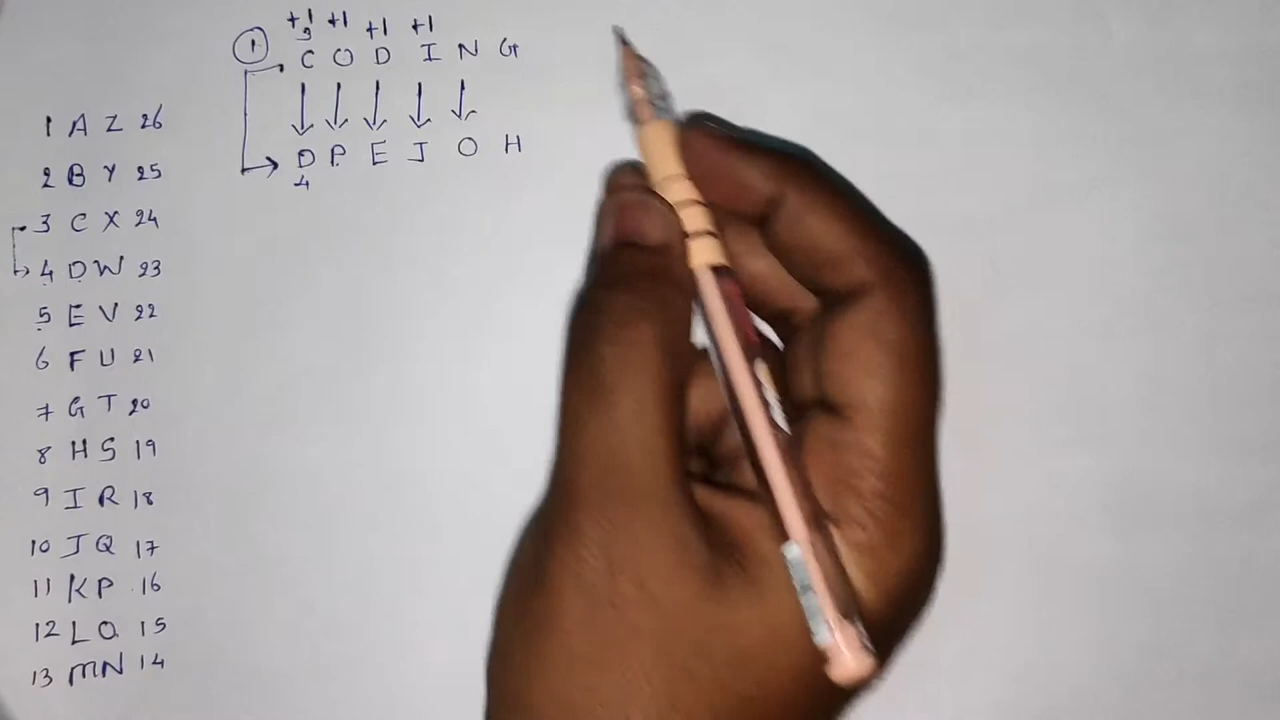 +1 +1 +1 +1
3
1 C O D I N G
D P E J O H
4
1 A Z 26
2 B Y 25
3 C X 24
4 D W 23
5 E V 22
6 F U 21
7 G T 20
8 H S 19
9 I R 18
10 J Q 17
11 K P 16
12 L O 15
13 M N 14